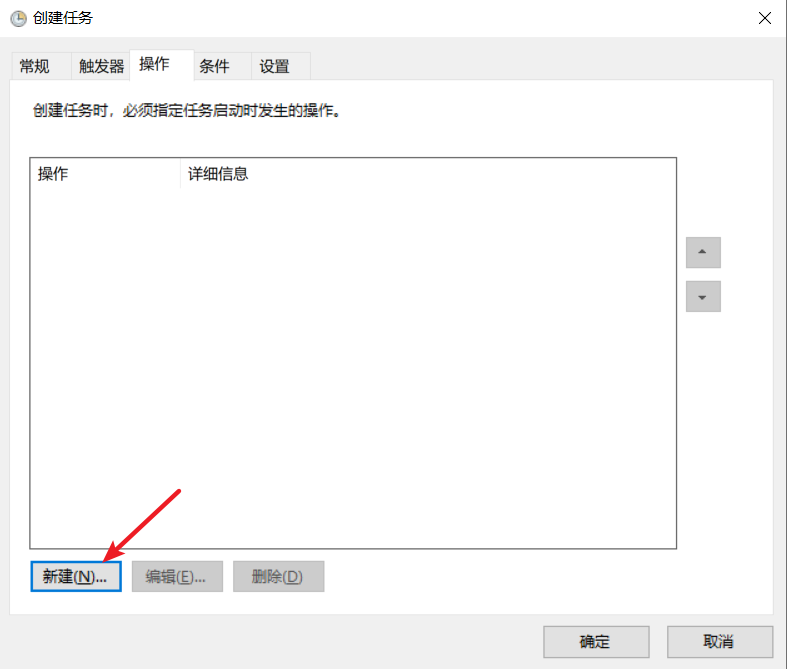 创建任务
常规 触发器 操作 条件 设置
创建任务时，必须指定任务启动时发生的操作。
操作 详细信息
新建(N)... 编辑(E)... 删除(D)
确定 取消